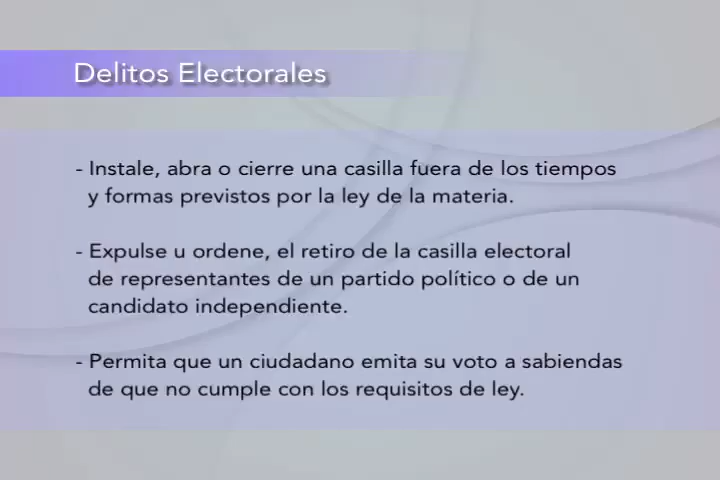 Delitos Electorales
- Instale, abra o cierre una casilla fuera de los tiempos
y formas previstos por la ley de la materia.
- Expulse u ordene, el retiro de la casilla electoral
de representantes de un partido político o de un
candidato independiente.
- Permita que un ciudadano emita su voto a sabiendas
de que no cumple con los requisitos de ley.